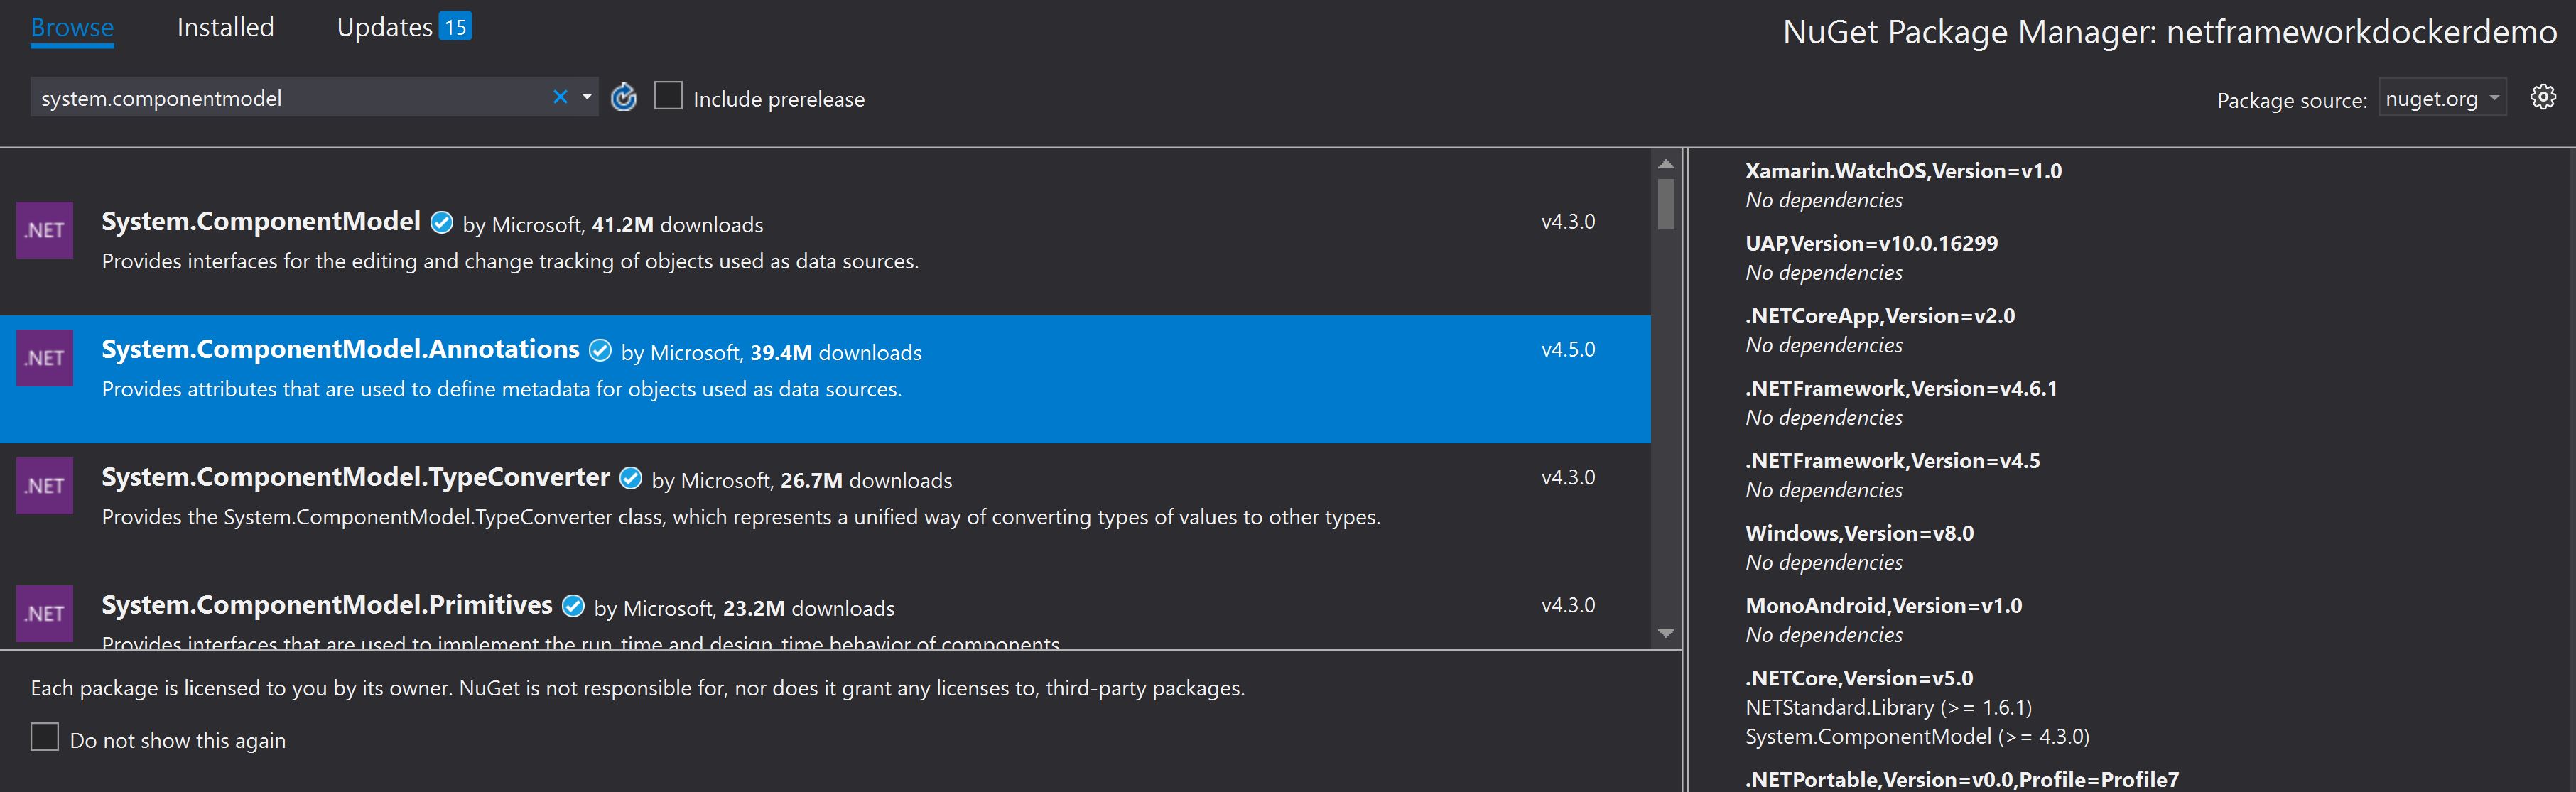 Browse Installed Updates 15
NuGet Package Manager: netframeworkdockerdemo
system.componentmodel Include prerelease
Package source: nuget.org
.NET System.ComponentModel by Microsoft, 41.2M downloads v4.3.0
Provides interfaces for the editing and change tracking of objects used as data sources.
.NET System.ComponentModel.Annotations by Microsoft, 39.4M downloads v4.5.0
Provides attributes that are used to define metadata for objects used as data sources.
.NET System.ComponentModel.TypeConverter by Microsoft, 26.7M downloads v4.3.0
Provides the System.ComponentModel.TypeConverter class, which represents a unified way of converting types of values to other types.
.NET System.ComponentModel.Primitives by Microsoft, 23.2M downloads v4.3.0
Provides interfaces that are used to implement the run-time and design-time behavior of components.
Each package is licensed to you by its owner. NuGet is not responsible for, nor does it grant any licenses to, third-party packages.
Do not show this again
Xamarin.WatchOS,Version=v1.0
No dependencies
UAP,Version=v10.0.16299
No dependencies
.NETCoreApp,Version=v2.0
No dependencies
.NETFramework,Version=v4.6.1
No dependencies
.NETFramework,Version=v4.5
No dependencies
Windows,Version=v8.0
No dependencies
MonoAndroid,Version=v1.0
No dependencies
.NETCore,Version=v5.0
NETStandard.Library (>= 1.6.1)
System.ComponentModel (>= 4.3.0)
.NETPortable,Version=v0.0,Profile=Profile7